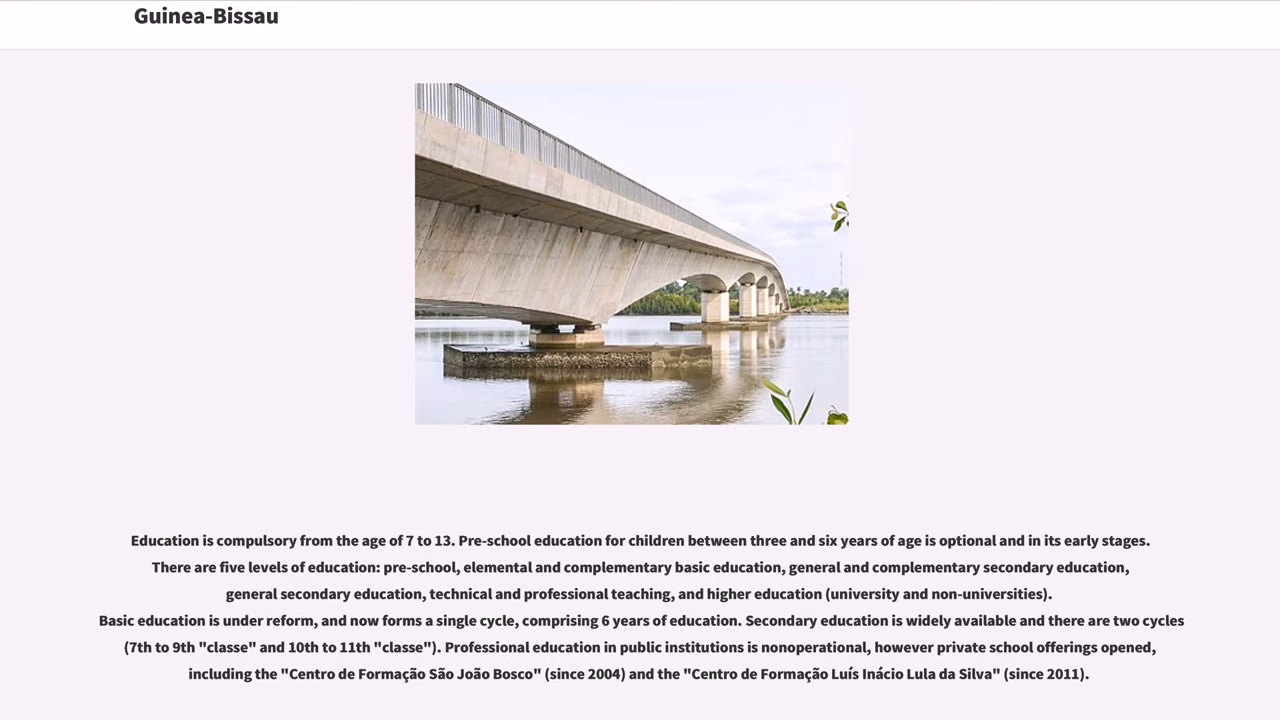 Guinea-Bissau
Education is compulsory from the age of 7 to 13. Pre-school education for children between three and six years of age is optional and in its early stages.
There are five levels of education: pre-school, elemental and complementary basic education, general and complementary secondary education,
general secondary education, technical and professional teaching, and higher education (university and non-universities).
Basic education is under reform, and now forms a single cycle, comprising 6 years of education. Secondary education is widely available and there are two cycles
(7th to 9th "classe" and 10th to 11th "classe"). Professional education in public institutions is nonoperational, however private school offerings opened,
including the "Centro de Formação São João Bosco" (since 2004) and the "Centro de Formação Luís Inácio Lula da Silva" (since 2011).